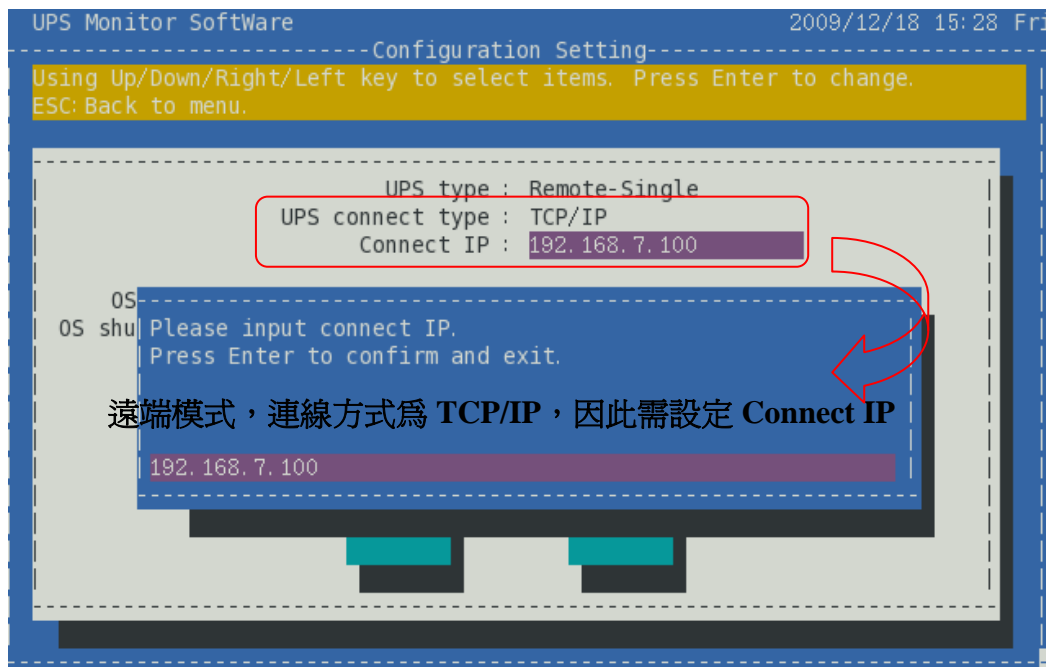 UPS Monitor SoftWare 2009/12/18 15:28 Fri
Configuration Setting
Using Up/Down/Right/Left key to select items. Press Enter to change.
ESC:Back to menu.
UPS type : Remote-Single
UPS connect type : TCP/IP
Connect IP : 192.168.7.100
OS
OS shu
Please input connect IP.
Press Enter to confirm and exit.
遠端模式，連線方式為 TCP/IP，因此需設定 Connect IP
192.168.7.100